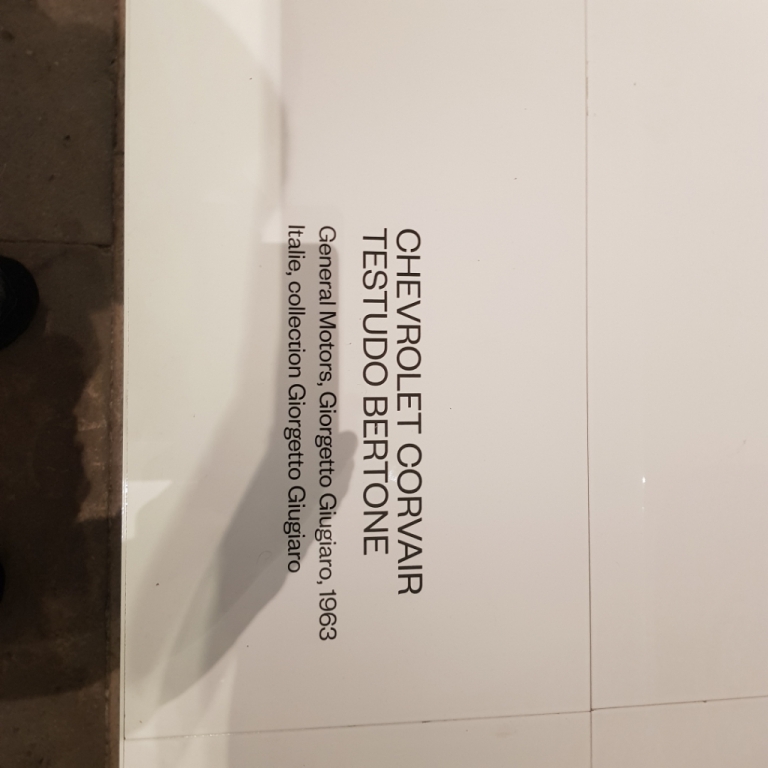 CHEVROLET CORVAIR
TESTUDO BERTONE
General Motors, Giorgetto Giugiaro, 1963
Italie, collection Giorgetto Giugiaro